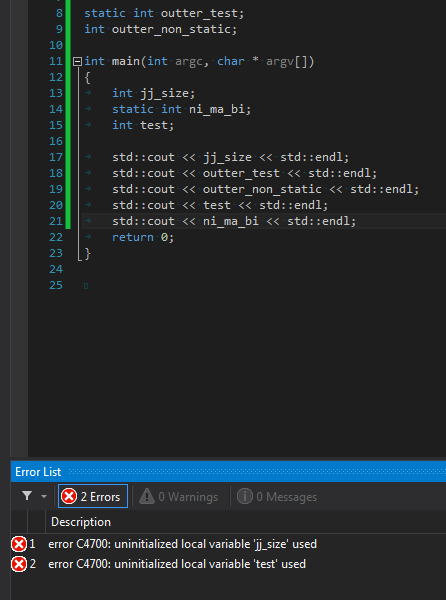 8 static int outter_test;
9 int outter_non_static;
10
11 int main(int argc, char * argv[])
12 {
13 int jj_size;
14 static int ni_ma_bi;
15 int test;
16
17 std::cout << jj_size << std::endl;
18 std::cout << outter_test << std::endl;
19 std::cout << outter_non_static << std::endl;
20 std::cout << test << std::endl;
21 std::cout << ni_ma_bi << std::endl;
22 return 0;
23 }
24
25
Error List
2 Errors 0 Warnings 0 Messages
Description
1 error C4700: uninitialized local variable 'jj_size' used
2 error C4700: uninitialized local variable 'test' used